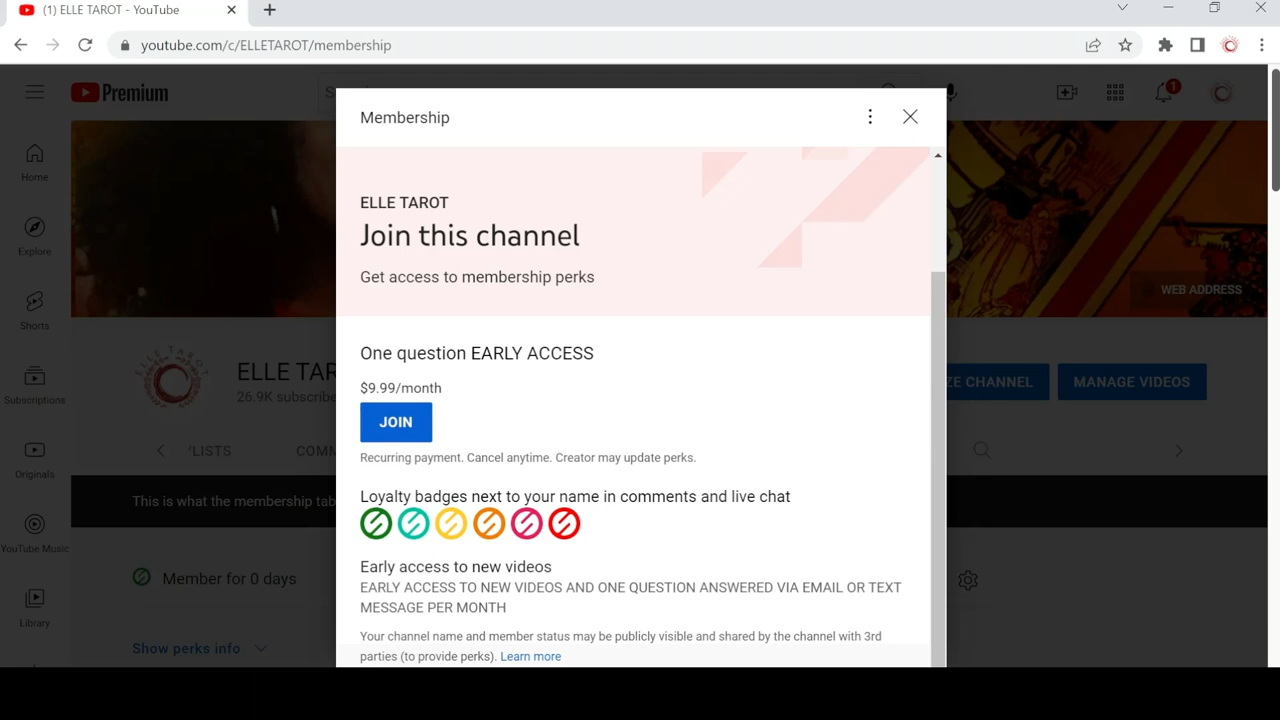 (1) ELLE TAROT - YouTube
youtube.com/c/ELLETAROT/membership
Premium
1
Membership
Home
ELLE TAROT
Join this channel
Explore
Get access to membership perks
WEB ADDRESS
Shorts
One question EARLY ACCESS
ELLE TAR
$9.99/month
ZE CHANNEL
MANAGE VIDEOS
26.9K subscribe
Subscriptions
JOIN
'LISTS
COMM
Recurring payment. Cancel anytime. Creator may update perks.
Originals
This is what the membership tab
Loyalty badges next to your name in comments and live chat
YouTube Music
Early access to new videos
Member for 0 days
EARLY ACCESS TO NEW VIDEOS AND ONE QUESTION ANSWERED VIA EMAIL OR TEXT
MESSAGE PER MONTH
Library
Your channel name and member status may be publicly visible and shared by the channel with 3rd
Show perks info
parties (to provide perks). Learn more